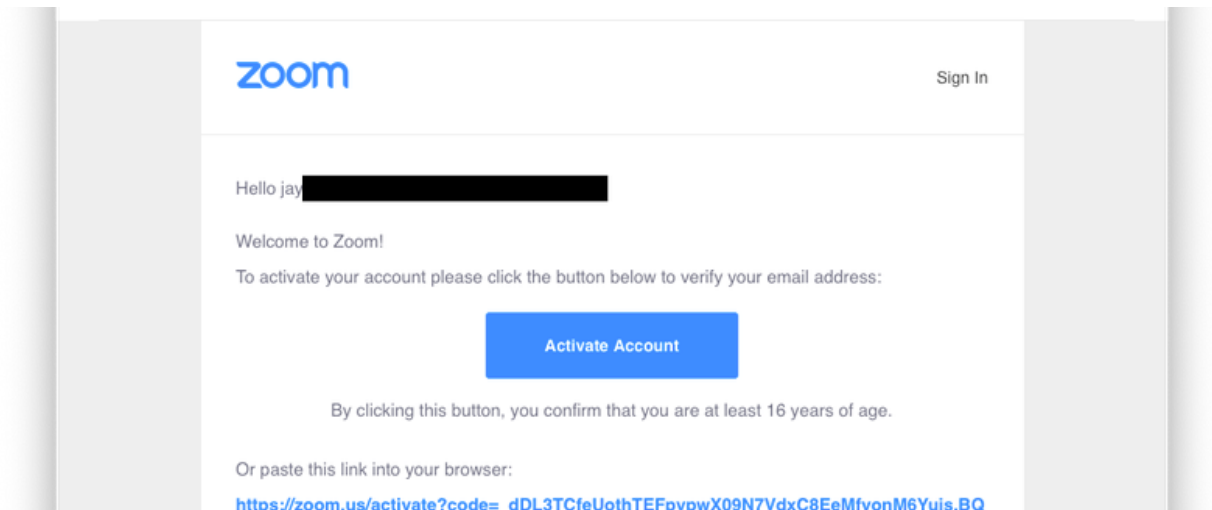 zoom
Sign In
Hello jay
Welcome to Zoom!
To activate your account please click the button below to verify your email address:
Activate Account
By clicking this button, you confirm that you are at least 16 years of age.
Or paste this link into your browser:
https://zoom.us/activate?code=_dDL3TCfeUothTEFpvpwX09N7VdxC8EeMfvonM6Yuis.BQ